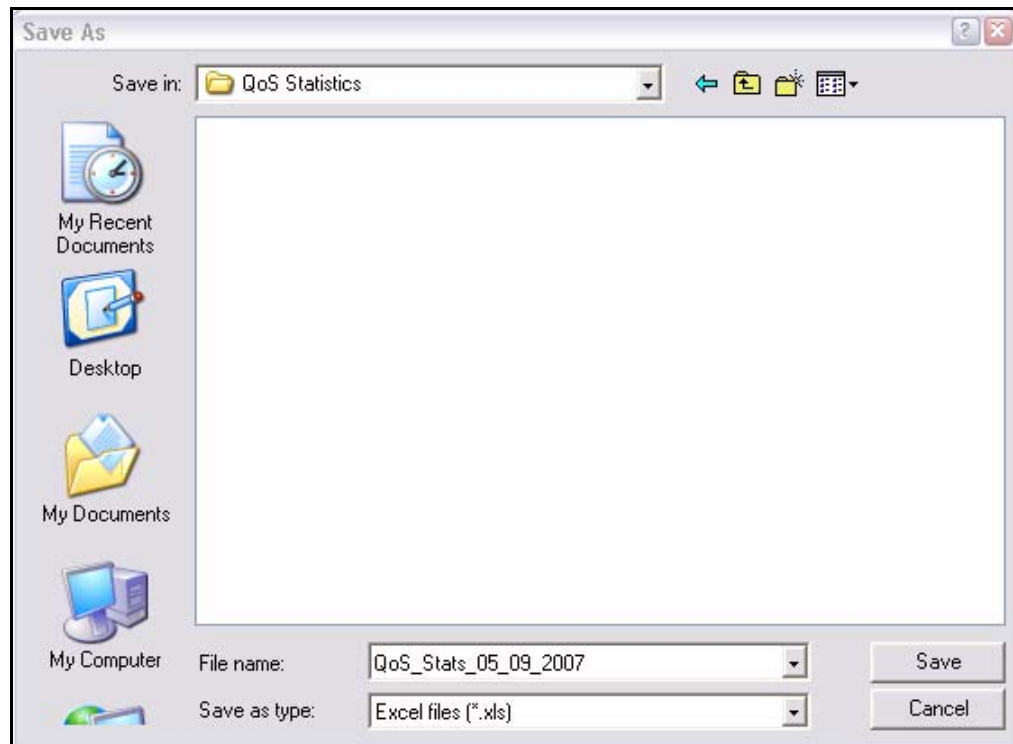 Save As
Save in: QoS Statistics
My Recent
Documents
Desktop
My Documents
My Computer
File name: QoS_Stats_05_09_2007
Save
Save as type: Excel files (*.xls)
Cancel